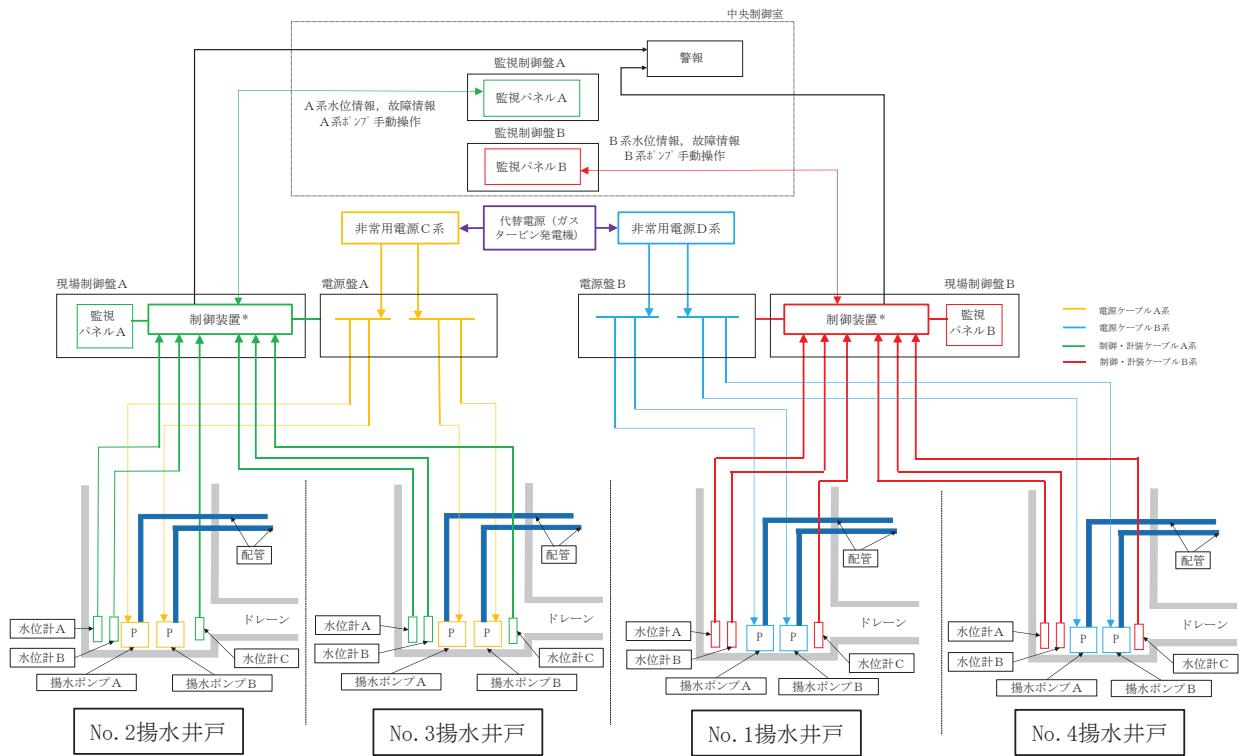 中央制御室
警報
監視制御盤A
監視パネルA
A系水位情報,故障情報
A系ﾎﾟﾝﾌﾟ手動操作
監視制御盤B
監視パネルB
B系水位情報,故障情報
B系ﾎﾟﾝﾌﾟ手動操作
非常用電源C系
代替電源(ガス
タービン発電機)
非常用電源D系
現場制御盤A
監視
パネルA
制御装置*
電源盤A
電源盤B
制御装置*
現場制御盤B
監視
パネルB
電源ケーブルA系
電源ケーブルB系
制御・計装ケーブルA系
制御・計装ケーブルB系
配管
ドレーン
水位計A
水位計B
P
P
水位計C
揚水ポンプA
揚水ポンプB
No.2揚水井戸
配管
ドレーン
水位計A
水位計B
P
P
水位計C
揚水ポンプA
揚水ポンプB
No.3揚水井戸
配管
ドレーン
水位計A
水位計B
P
P
水位計C
揚水ポンプA
揚水ポンプB
No.1揚水井戸
配管
ドレーン
水位計A
水位計B
P
P
水位計C
揚水ポンプA
揚水ポンプB
No.4揚水井戸